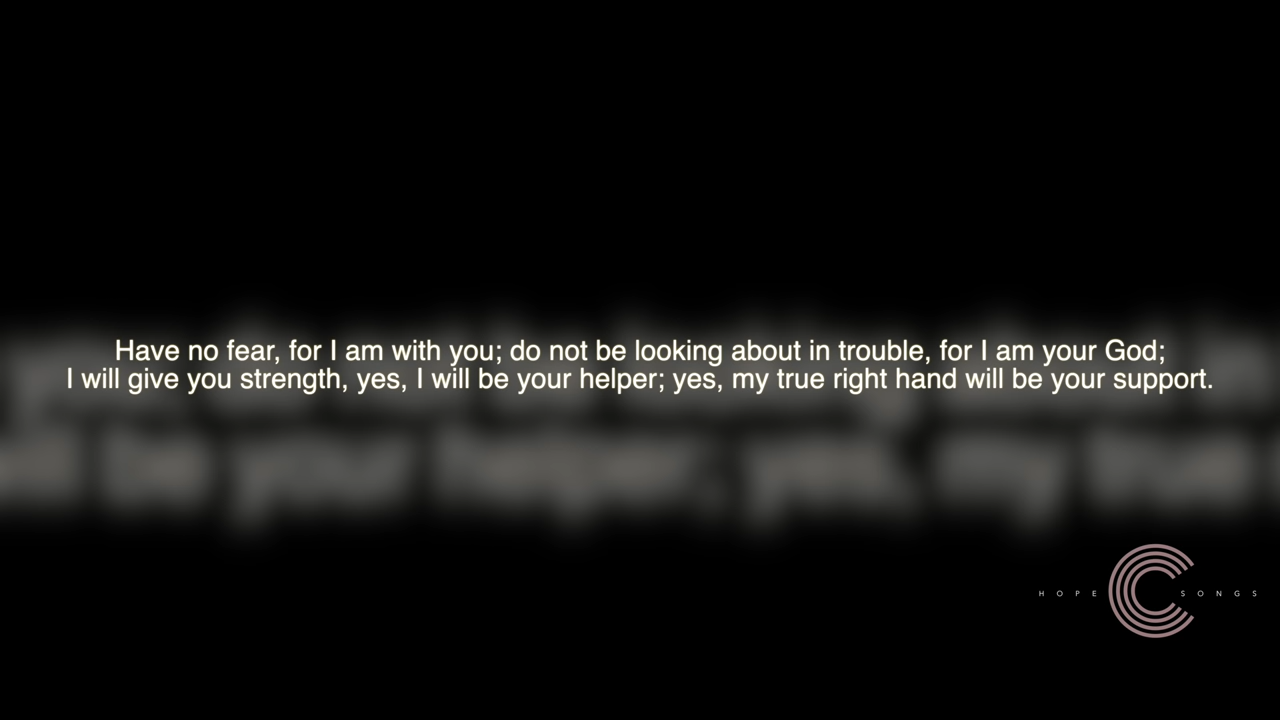 Have no fear, for I am with you; do not be looking about in trouble, for I am your God;
I will give you strength, yes, I will be your helper; yes, my true right hand will be your support.
HOPE C SONGS